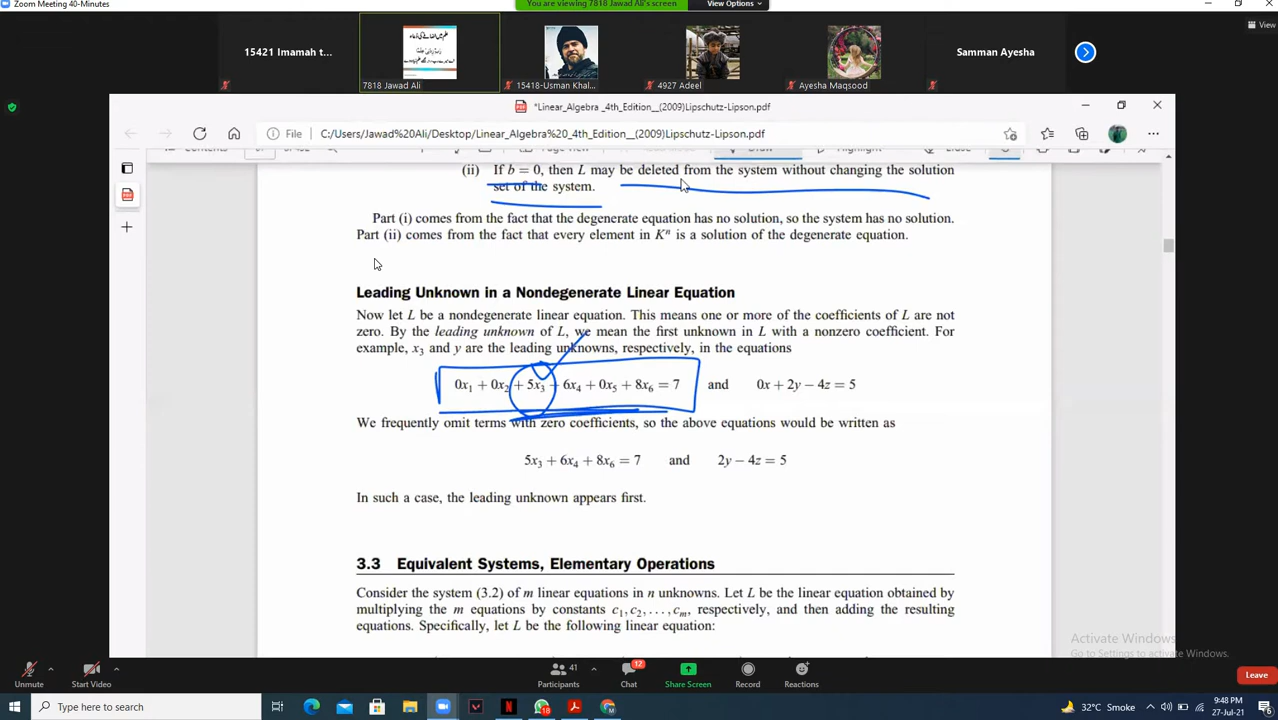 Zoom Meeting 40-Minutes
You are viewing 7818 Jawad Ali's screen
View Options
View
15421 Imamah t...
7818 Jawad Ali
15418-Usman Khal...
4927 Adeel
Ayesha Maqsood
Samman Ayesha
*Linear_Algebra _4th_Edition__(2009)Lipschutz-Lipson.pdf
File
C:/Users/Jawad%20Ali/Desktop/Linear_Algebra_4th_Edition__(2009)Lipschutz-Lipson.pdf
(ii) If b = 0, then L may be deleted from the system without changing the solution
set of the system.
Part (i) comes from the fact that the degenerate equation has no solution, so the system has no solution.
Part (ii) comes from the fact that every element in Kⁿ is a solution of the degenerate equation.
Leading Unknown in a Nondegenerate Linear Equation
Now let L be a nondegenerate linear equation. This means one or more of the coefficients of L are not
zero. By the leading unknown of L, we mean the first unknown in L with a nonzero coefficient. For
example, x₃ and y are the leading unknowns, respectively, in the equations
0x₁ + 0x₂ + 5x₃ + 6x₄ + 0x₅ + 8x₆ = 7 and 0x + 2y − 4z = 5
We frequently omit terms with zero coefficients, so the above equations would be written as
5x₃ + 6x₄ + 8x₆ = 7 and 2y − 4z = 5
In such a case, the leading unknown appears first.
3.3 Equivalent Systems, Elementary Operations
Consider the system (3.2) of m linear equations in n unknowns. Let L be the linear equation obtained by
multiplying the m equations by constants c₁, c₂, . . . , cₘ, respectively, and then adding the resulting
equations. Specifically, let L be the following linear equation:
Activate Windows
Go to Settings to activate Windows.
Unmute
Start Video
41
Participants
12
Chat
Share Screen
Record
Reactions
Leave
Type here to search
18
32°C Smoke
9:48 PM
27-Jul-21